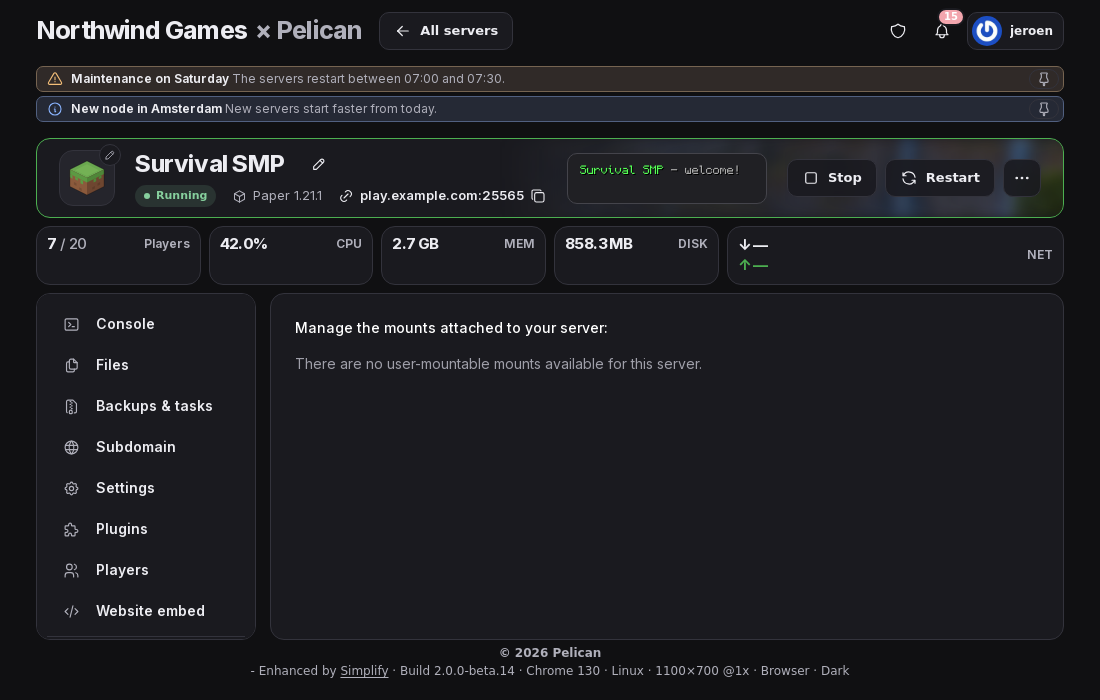 Northwind Games × Pelican
All servers
15
jeroen
Maintenance on Saturday The servers restart between 07:00 and 07:30.
New node in Amsterdam New servers start faster from today.
Survival SMP
Running
Paper 1.21.1
play.example.com:25565
Survival SMP – welcome!
Stop
Restart
7 / 20 Players
42.0% CPU
2.7 GB MEM
858.3 MB DISK
↓—
↑—
NET
Console
Files
Backups & tasks
Subdomain
Settings
Plugins
Players
Website embed
Manage the mounts attached to your server:
There are no user-mountable mounts available for this server.
© 2026 Pelican
- Enhanced by Simplify · Build 2.0.0-beta.14 · Chrome 130 · Linux · 1100×700 @1x · Browser · Dark